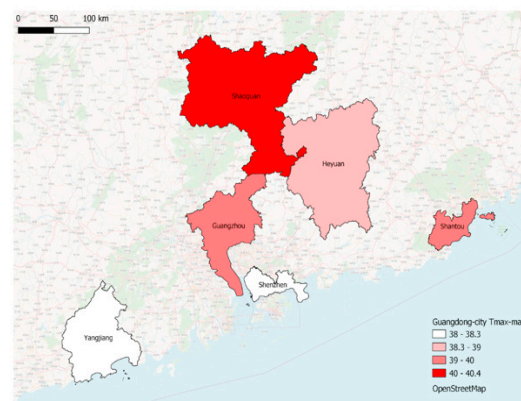 0 50 100 km
Shaoguan
Heyuan
Guangzhou
Shantou
Shenzhen
Yangjiang
Guangdong-city Tmax-ma
38 - 38.3
38.3 - 39
39 - 40
40 - 40.4
OpenStreetMap